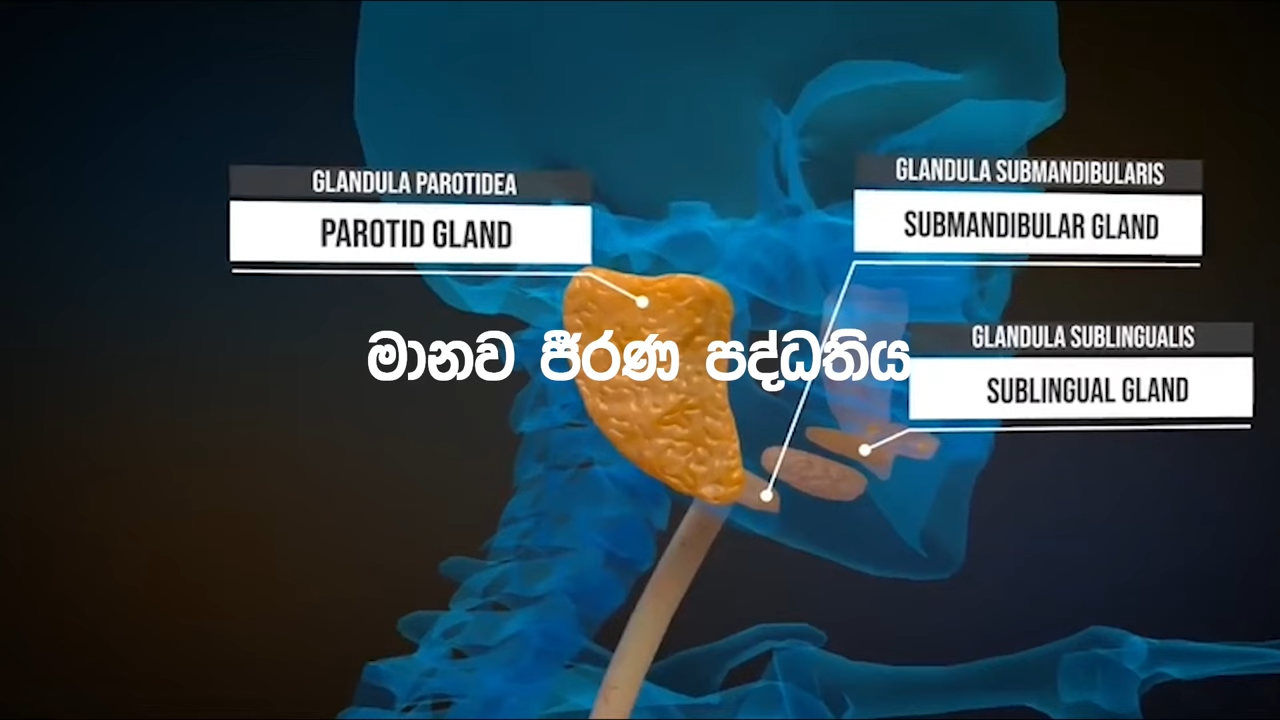 GLANDULA PAROTIDEA
PAROTID GLAND
GLANDULA SUBMANDIBULARIS
SUBMANDIBULAR GLAND
GLANDULA SUBLINGUALIS
SUBLINGUAL GLAND
මානව ජීරණ පද්ධතිය